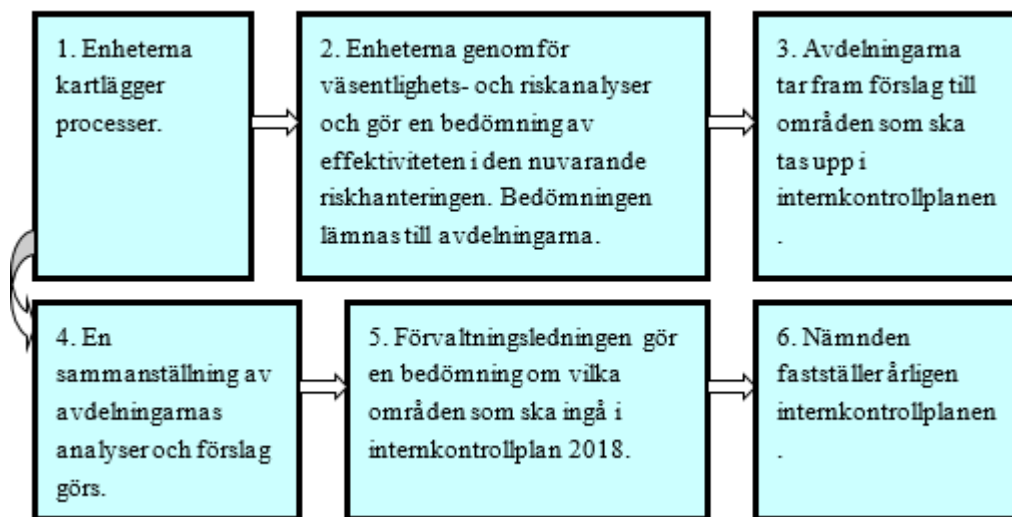 1. Enheterna
kartlägger
processer.
2. Enheterna genomför
väsentlighets- och riskanalyser
och gör en bedömning av
effektiviteten i den nuvarande
riskhanteringen. Bedömningen
lämnas till avdelningarna.
3. Avdelningarna
tar fram förslag till
områden som ska
tas upp i
internkontrollplanen
.
4. En
sammanställning av
avdelningarnas
analyser och förslag
görs.
5. Förvaltningsledningen gör
en bedömning om vilka
områden som ska ingå i
internkontrollplan 2018.
6. Nämnden
fastställer årligen
internkontrollplanen
.